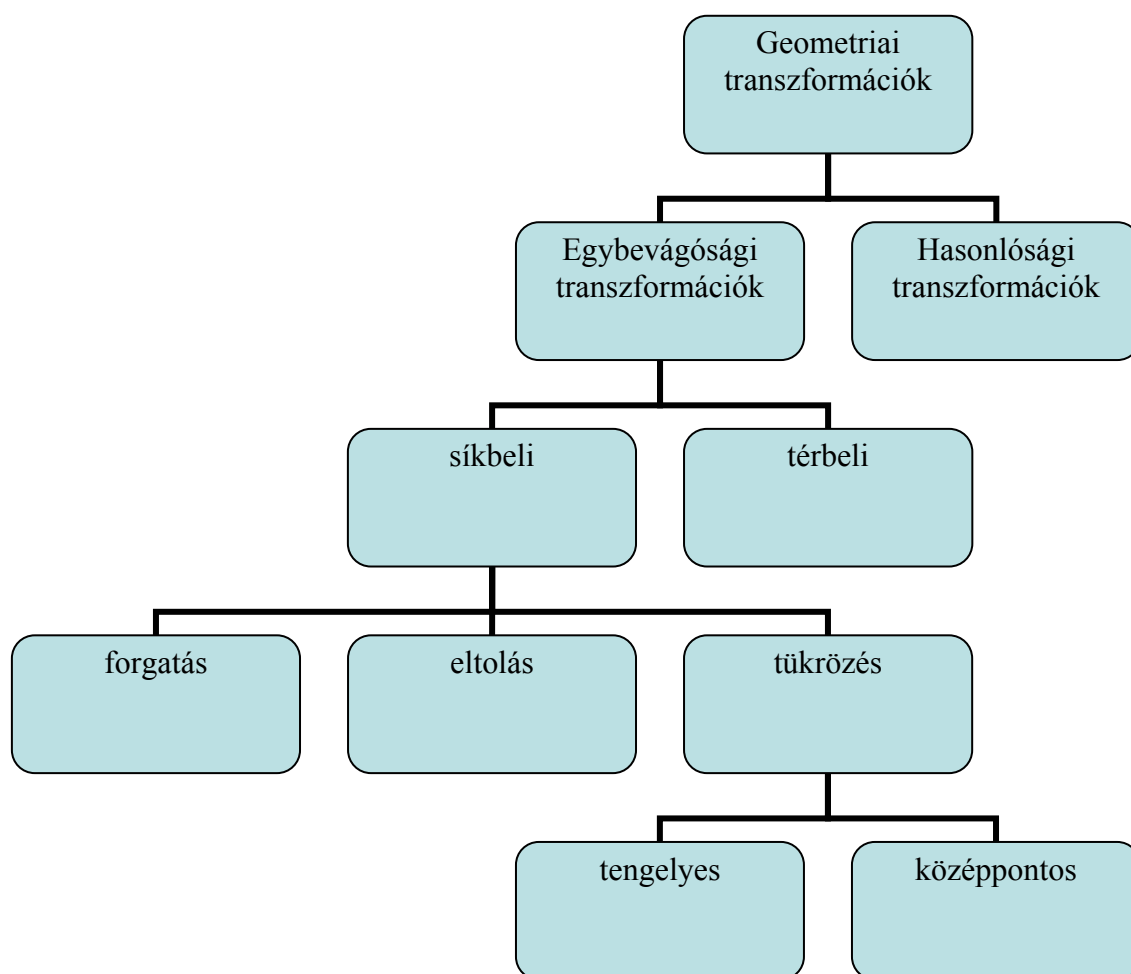 Geometriai
transzformációk
Egybevágósági
transzformációk
Hasonlósági
transzformációk
síkbeli
térbeli
forgatás
eltolás
tükrözés
tengelyes
középpontos